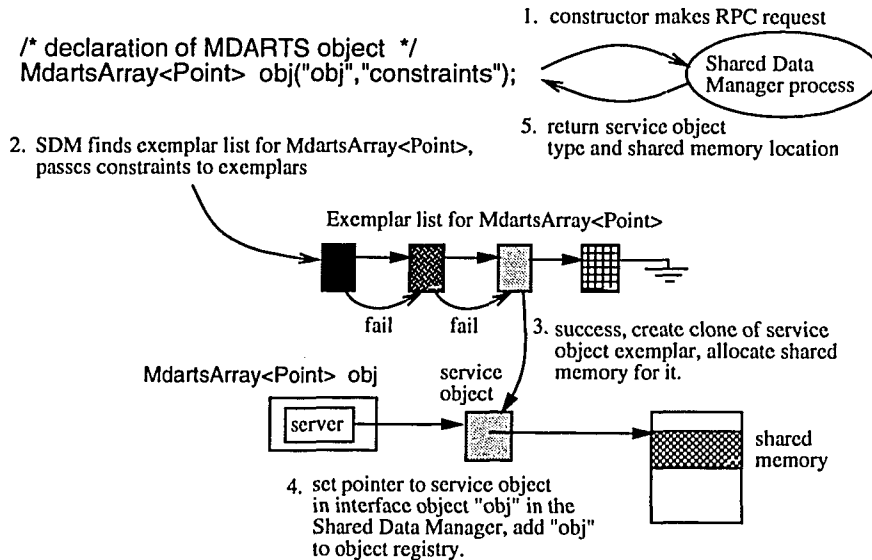 1. constructor makes RPC request
/* declaration of MDARTS object */
MdartsArray<Point> obj("obj","constraints");
Shared Data
Manager process
2. SDM finds exemplar list for MdartsArray<Point>,
passes constraints to exemplars
5. return service object
type and shared memory location
Exemplar list for MdartsArray<Point>
fail
fail
3. success, create clone of service
object exemplar, allocate shared
memory for it.
MdartsArray<Point> obj
service
object
server
shared
memory
4. set pointer to service object
in interface object "obj" in the
Shared Data Manager, add "obj"
to object registry.